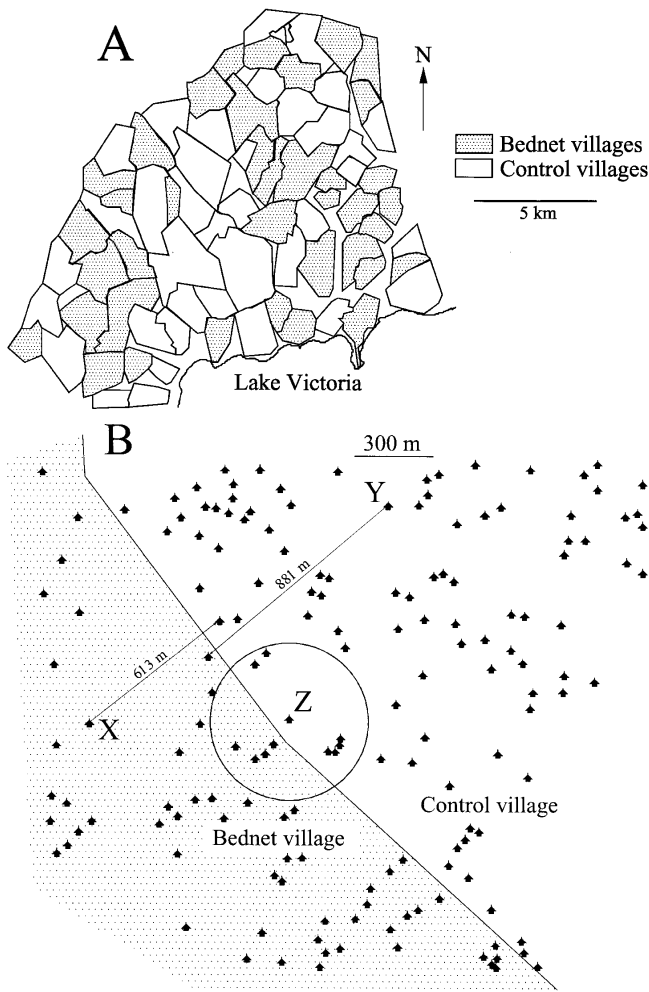 A
N
Bednet villages
Control villages
5 km
Lake Victoria
B
300 m
Y
881 m
613 m
X
Z
Control village
Bednet village